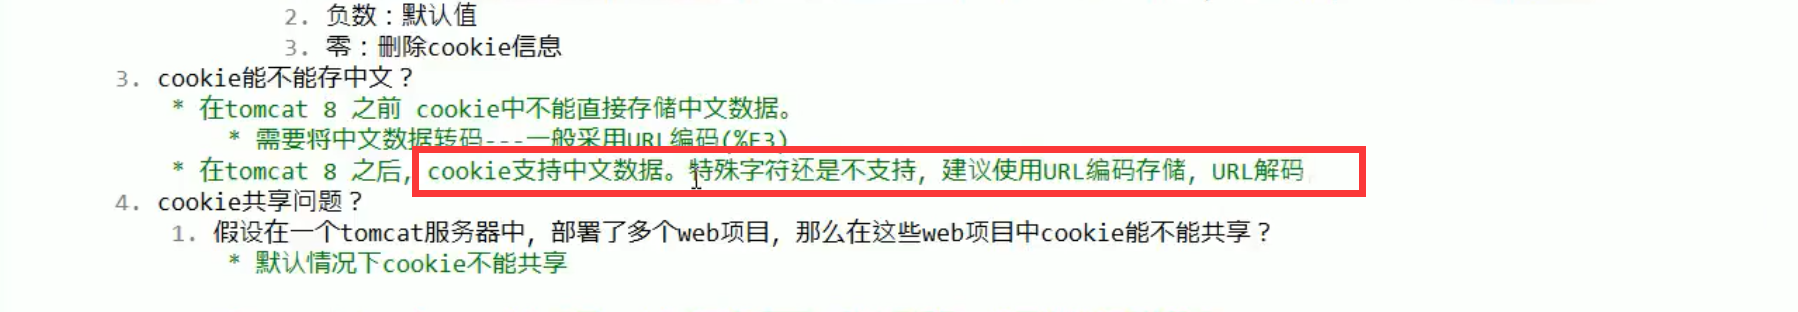 2. 负数：默认值
3. 零：删除cookie信息
3. cookie能不能存中文？
* 在tomcat 8 之前 cookie中不能直接存储中文数据。
* 需要将中文数据转码---一般采用URL编码(%E3)
* 在tomcat 8 之后, cookie支持中文数据。特殊字符还是不支持，建议使用URL编码存储，URL解码
4. cookie共享问题？
1. 假设在一个tomcat服务器中，部署了多个web项目，那么在这些web项目中cookie能不能共享？
* 默认情况下cookie不能共享